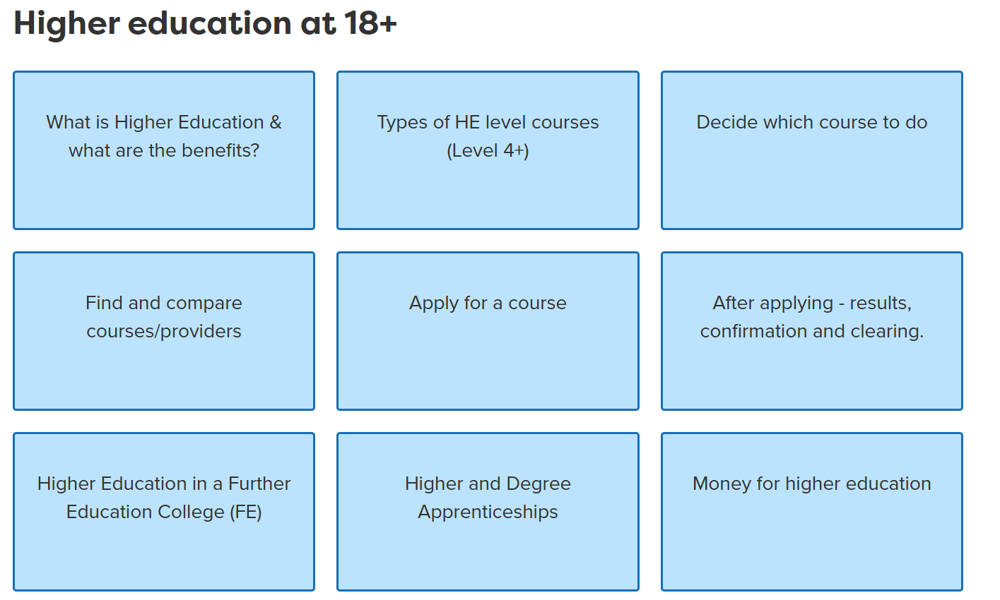 Higher education at 18+
What is Higher Education &
what are the benefits?
Types of HE level courses
(Level 4+)
Decide which course to do
Find and compare
courses/providers
Apply for a course
After applying - results,
confirmation and clearing.
Higher Education in a Further
Education College (FE)
Higher and Degree
Apprenticeships
Money for higher education